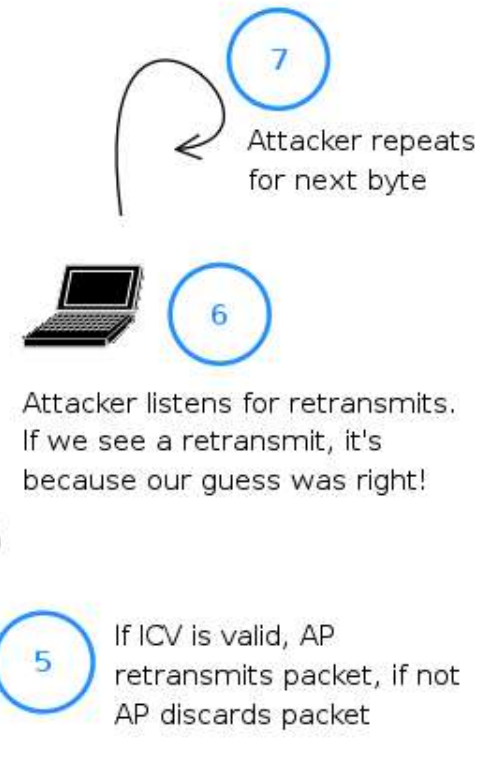 7
Attacker repeats
for next byte
6
Attacker listens for retransmits.
If we see a retransmit, it's
because our guess was right!
5
If ICV is valid, AP
retransmits packet, if not
AP discards packet